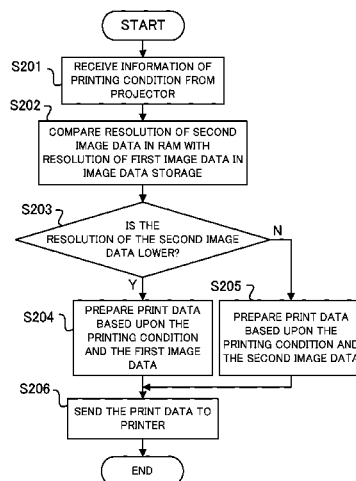 START
S201
RECEIVE INFORMATION OF
PRINTING CONDITION FROM
PROJECTOR
S202
COMPARE RESOLUTION OF SECOND
IMAGE DATA IN RAM WITH
RESOLUTION OF FIRST IMAGE DATA IN
IMAGE DATA STORAGE
S203
IS THE
RESOLUTION OF THE SECOND IMAGE
DATA LOWER?
N
Y
S204
PREPARE PRINT DATA
BASED UPON THE
PRINTING CONDITION
AND THE FIRST IMAGE
DATA
S205
PREPARE PRINT DATA
BASED UPON THE
PRINTING CONDITION AND
THE SECOND IMAGE DATA
S206
SEND THE PRINT DATA TO
PRINTER
END